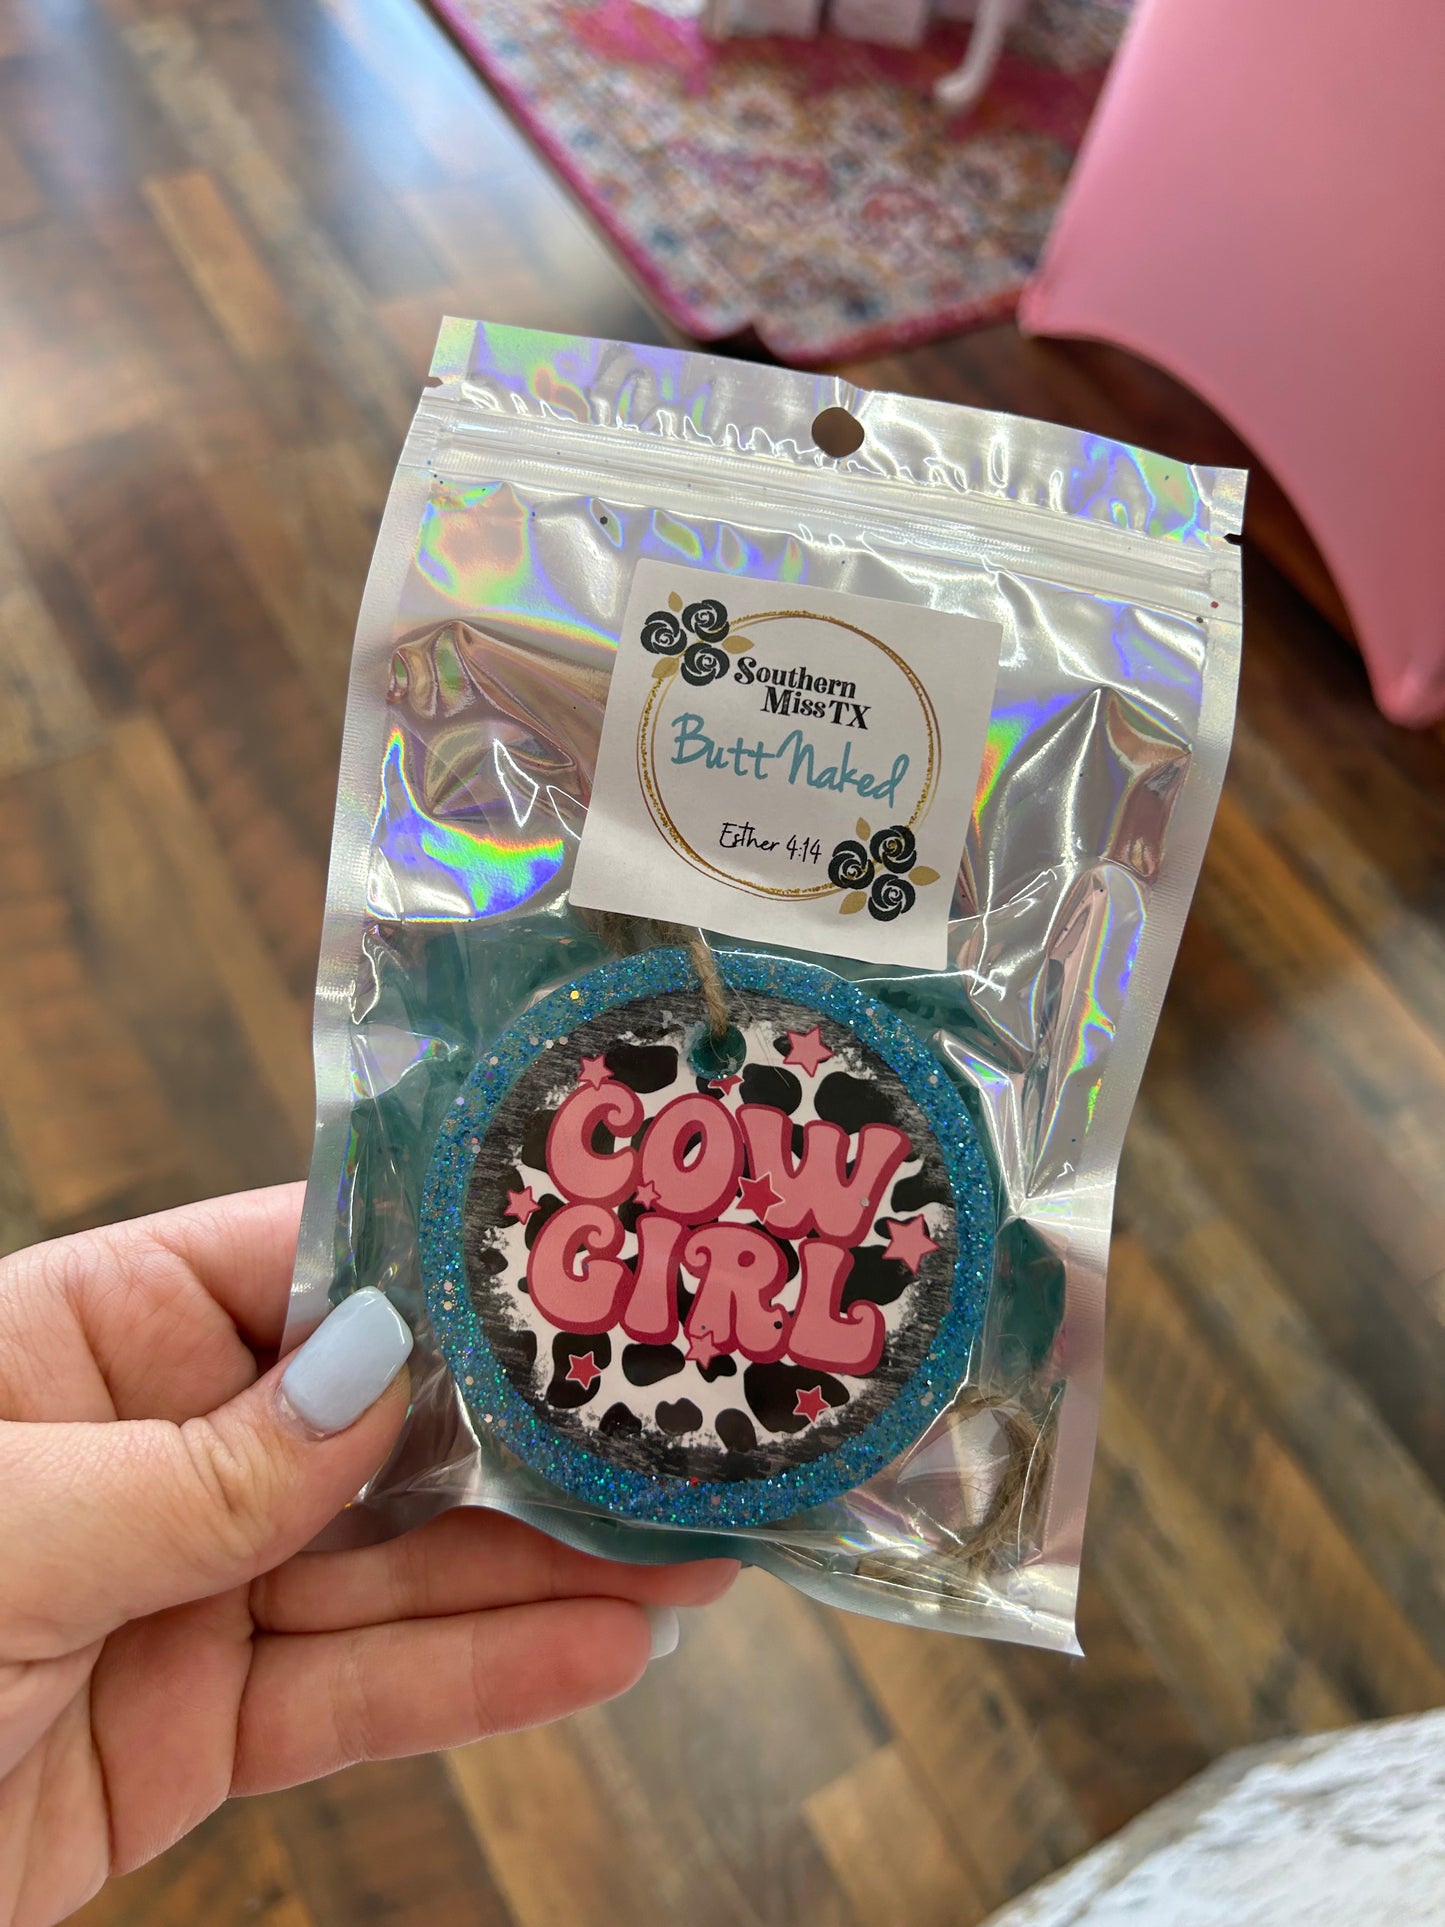 Southern
Miss TX
Butt Naked
Esther 4:14
COW
GIRL